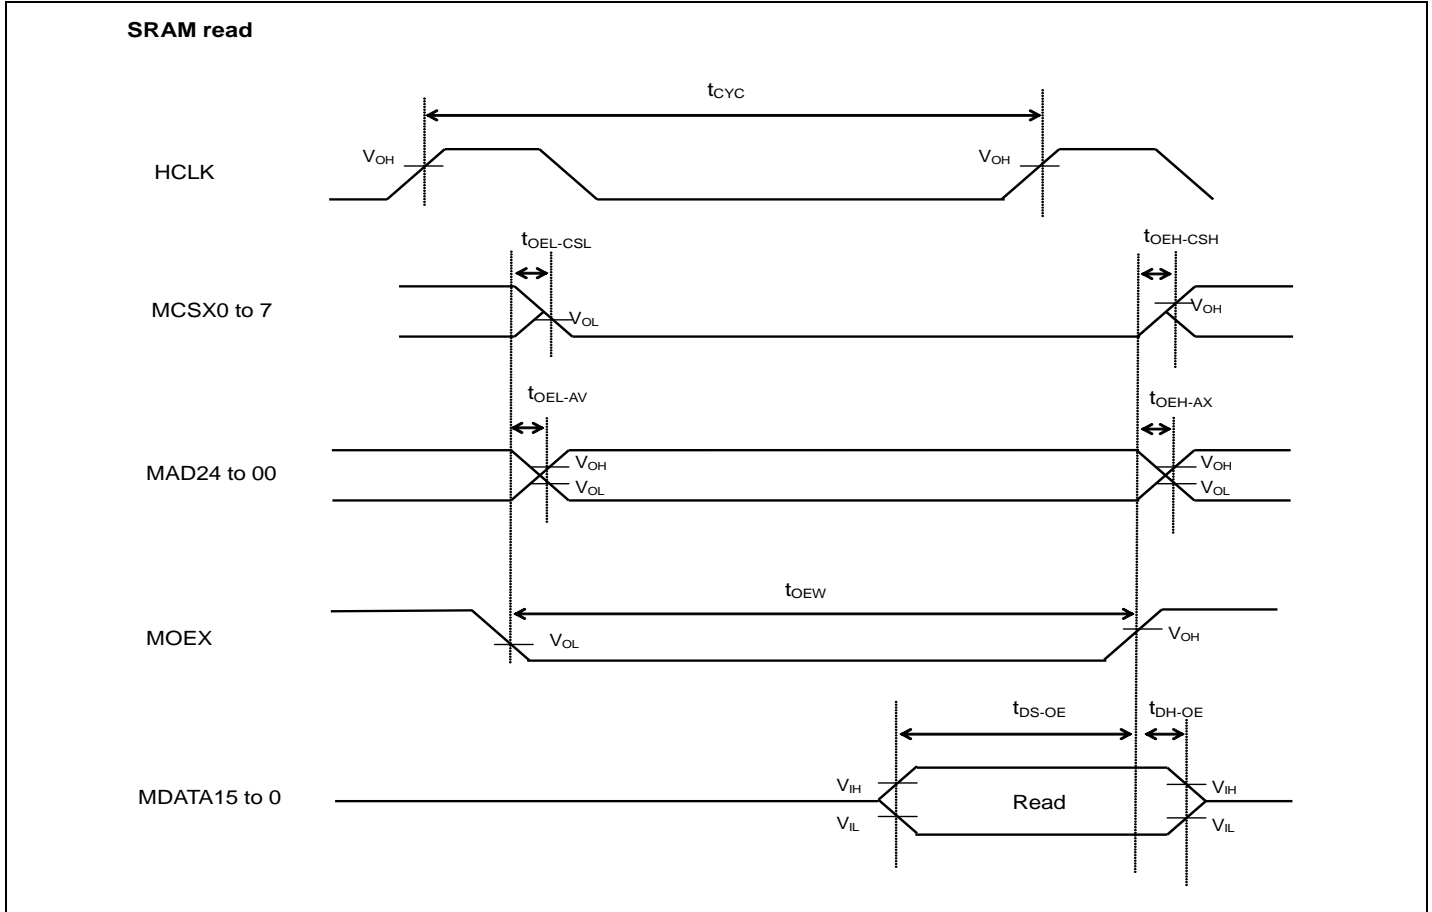 SRAM read
tCYC
HCLK
VOH
VOH
tOEL-CSL
tOEH-CSH
MCSX0 to 7
VOL
VOH
tOEL-AV
tOEH-AX
MAD24 to 00
VOH
VOL
VOH
VOL
tOEW
MOEX
VOL
VOH
tDS-OE
tDH-OE
MDATA15 to 0
VIH
VIL
Read
VIH
VIL